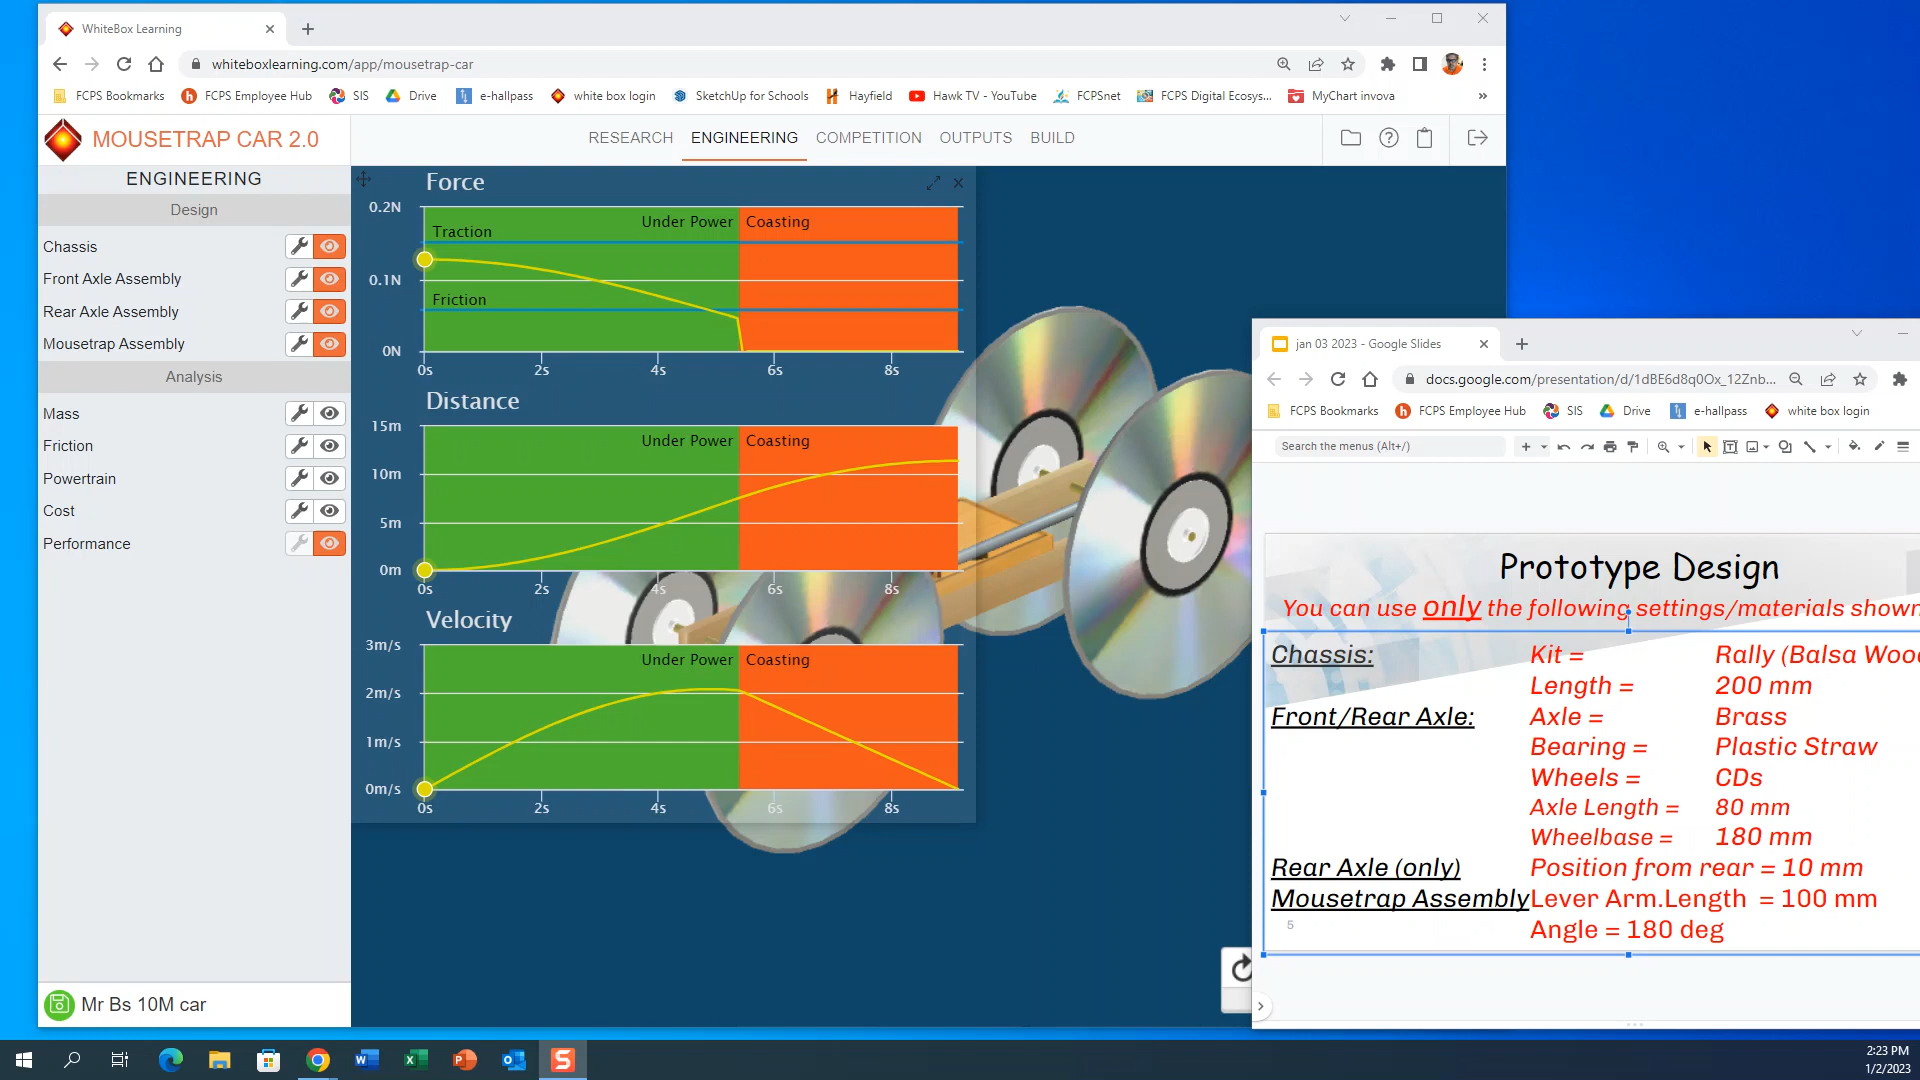 WhiteBox Learning
whiteboxlearning.com/app/mousetrap-car
FCPS Bookmarks FCPS Employee Hub SIS Drive e-hallpass white box login SketchUp for Schools Hayfield Hawk TV - YouTube FCPSnet FCPS Digital Ecosys... MyChart invova »
MOUSETRAP CAR 2.0
RESEARCH ENGINEERING COMPETITION OUTPUTS BUILD
ENGINEERING
Design
Chassis
Front Axle Assembly
Rear Axle Assembly
Mousetrap Assembly
Analysis
Mass
Friction
Powertrain
Cost
Performance
Mr Bs 10M car
Force
0.2N
Under Power Coasting
Traction
0.1N
Friction
0N
0s 2s 4s 6s 8s
Distance
15m
Under Power Coasting
10m
5m
0m
0s 2s 4s 6s 8s
Velocity
3m/s
Under Power Coasting
2m/s
1m/s
0m/s
0s 2s 4s 6s 8s
jan 03 2023 - Google Slides
docs.google.com/presentation/d/1dBE6d8q0Ox_12Znb...
FCPS Bookmarks FCPS Employee Hub SIS Drive e-hallpass white box login
Search the menus (Alt+/)
Prototype Design
You can use only the following settings/materials shown
Chassis: Kit = Rally (Balsa Wood
Length = 200 mm
Front/Rear Axle: Axle = Brass
Bearing = Plastic Straw
Wheels = CDs
Axle Length = 80 mm
Wheelbase = 180 mm
Rear Axle (only) Position from rear = 10 mm
Mousetrap Assembly Lever Arm.Length = 100 mm
5
Angle = 180 deg
2:23 PM
1/2/2023